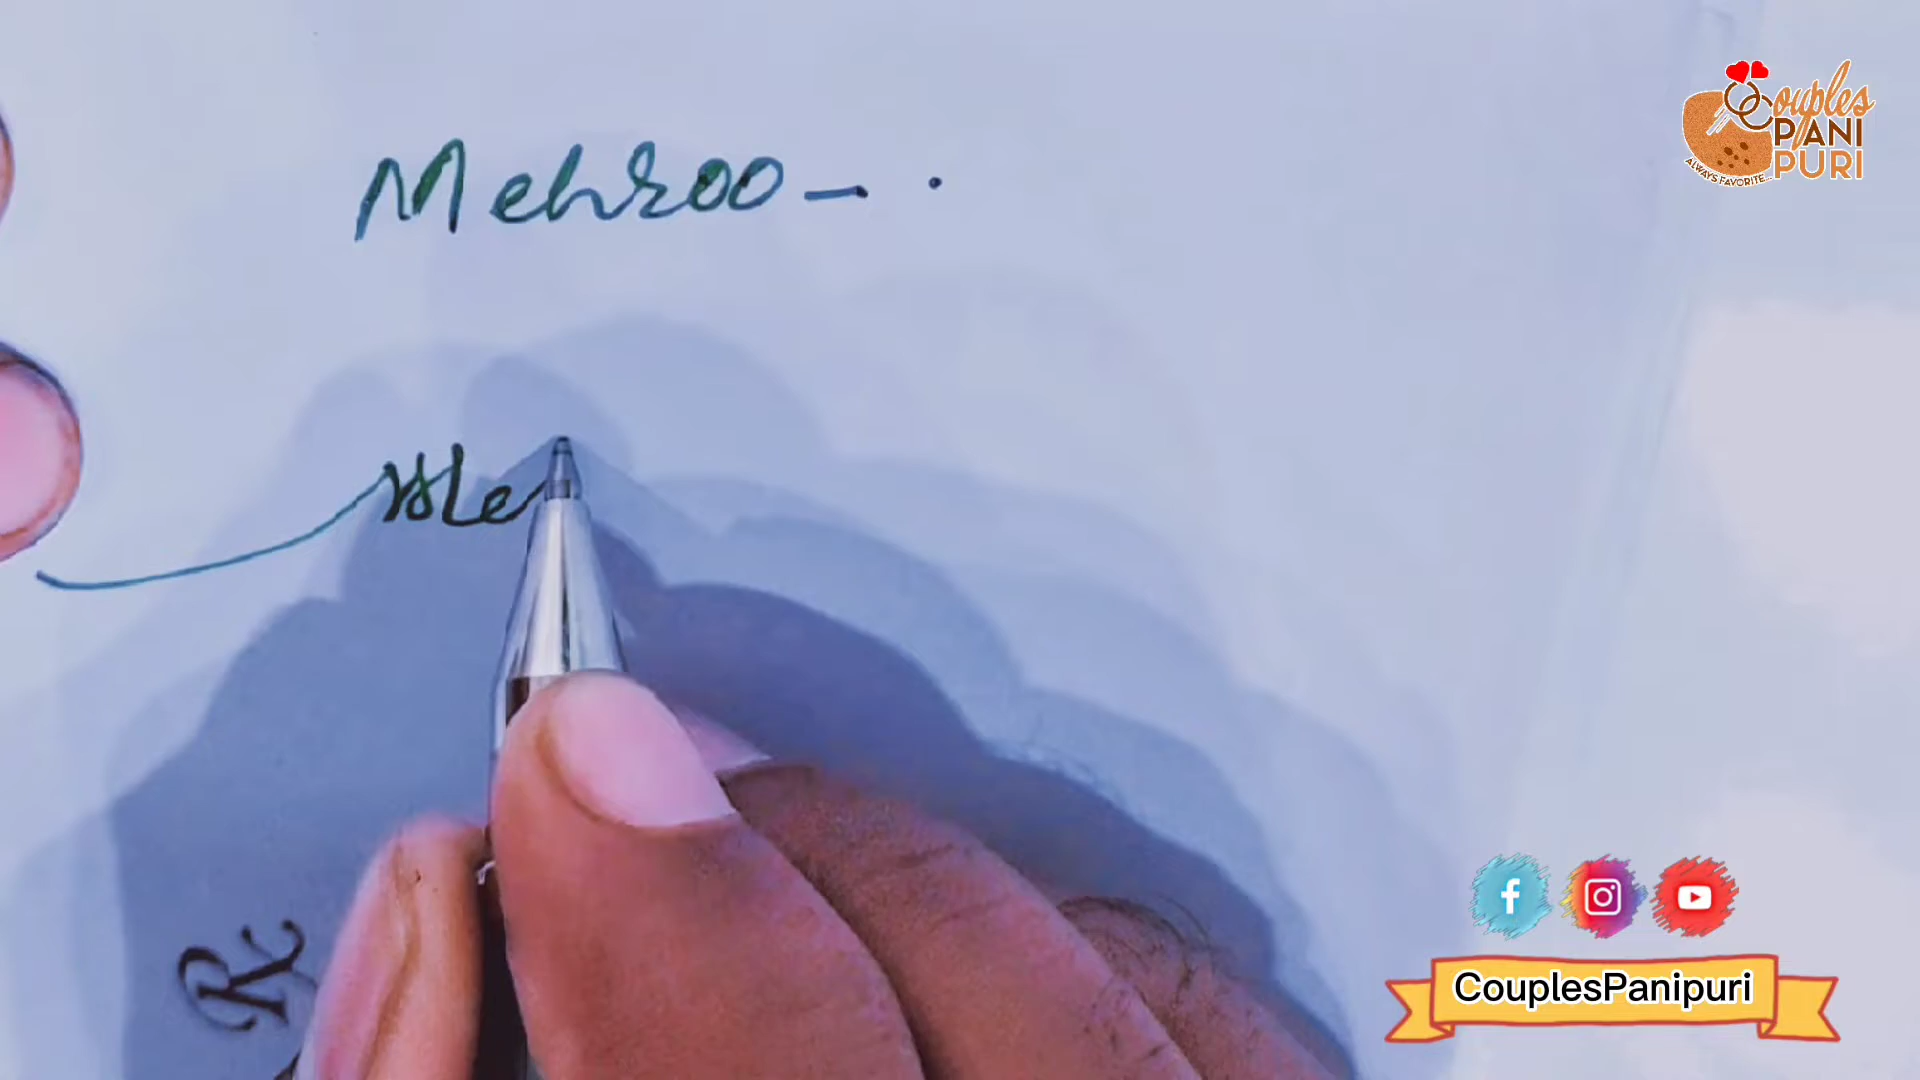 Mehroo - .
Couples
PANI
PURI
ALWAYS FAVORITE...
Me
R
CouplesPanipuri